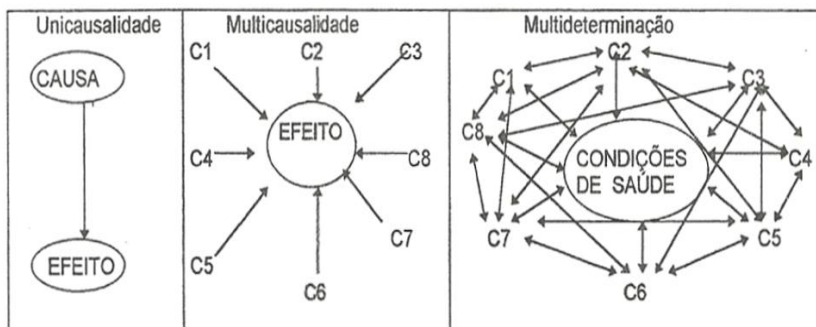 Unicausalidade
CAUSA
EFEITO
Multicausalidade
C1
C2
C3
EFEITO
C4
C8
C5
C7
C6
Multideterminação
C2
C1
C3
C8
CONDIÇÕES
DE SAÚDE
C4
C7
C5
C6